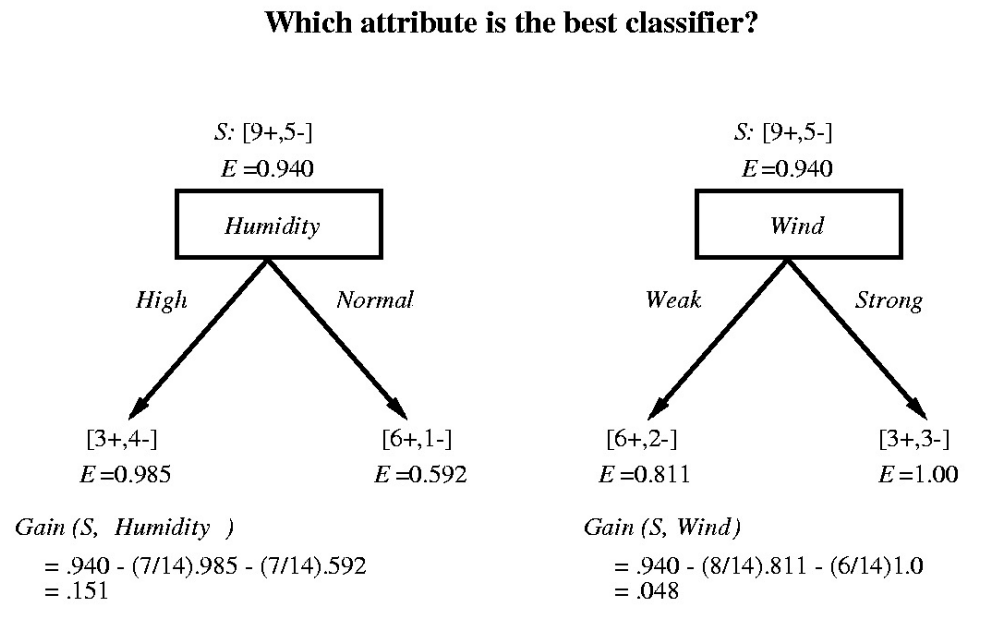 Which attribute is the best classifier?
S: [9+,5-]
E =0.940
Humidity
High
Normal
[3+,4-]
E =0.985
[6+,1-]
E =0.592
Gain (S, Humidity )
= .940 - (7/14).985 - (7/14).592
= .151
S: [9+,5-]
E =0.940
Wind
Weak
Strong
[6+,2-]
E =0.811
[3+,3-]
E =1.00
Gain (S, Wind)
= .940 - (8/14).811 - (6/14)1.0
= .048